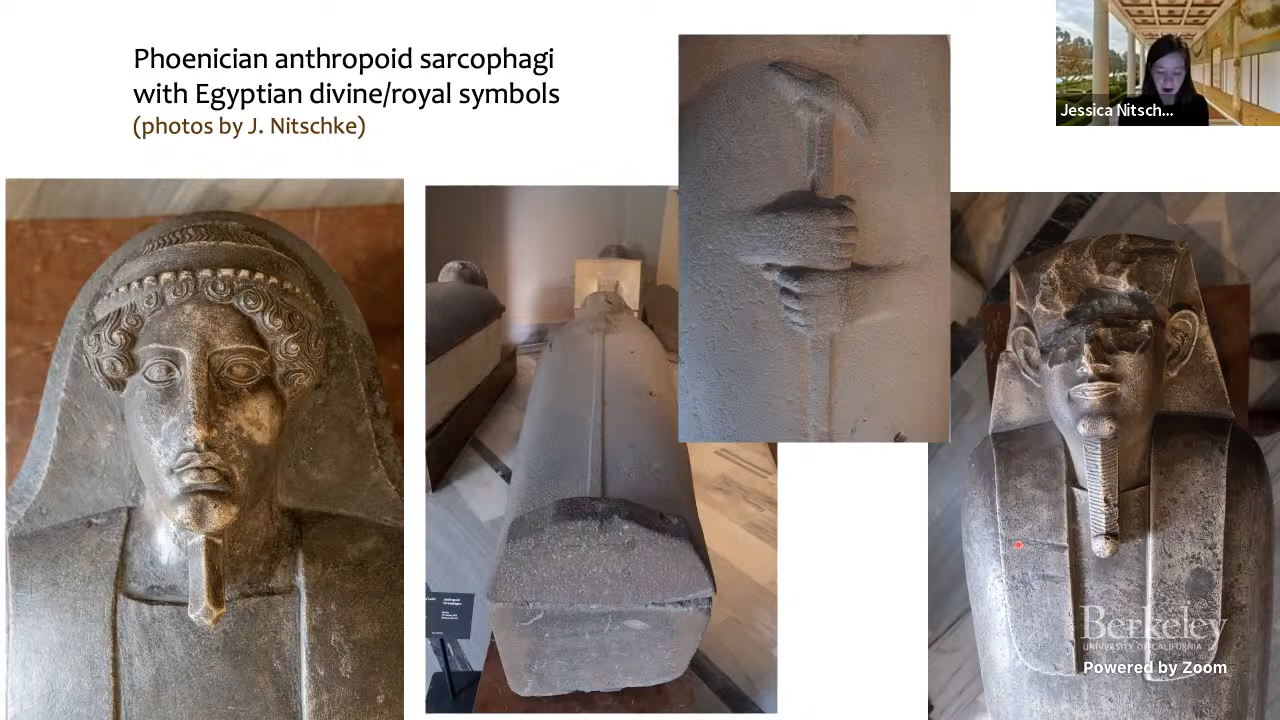 Phoenician anthropoid sarcophagi
with Egyptian divine/royal symbols
(photos by J. Nitschke)
Jessica Nitsch...
Berkeley
UNIVERSITY OF CALIFORNIA
Powered by Zoom